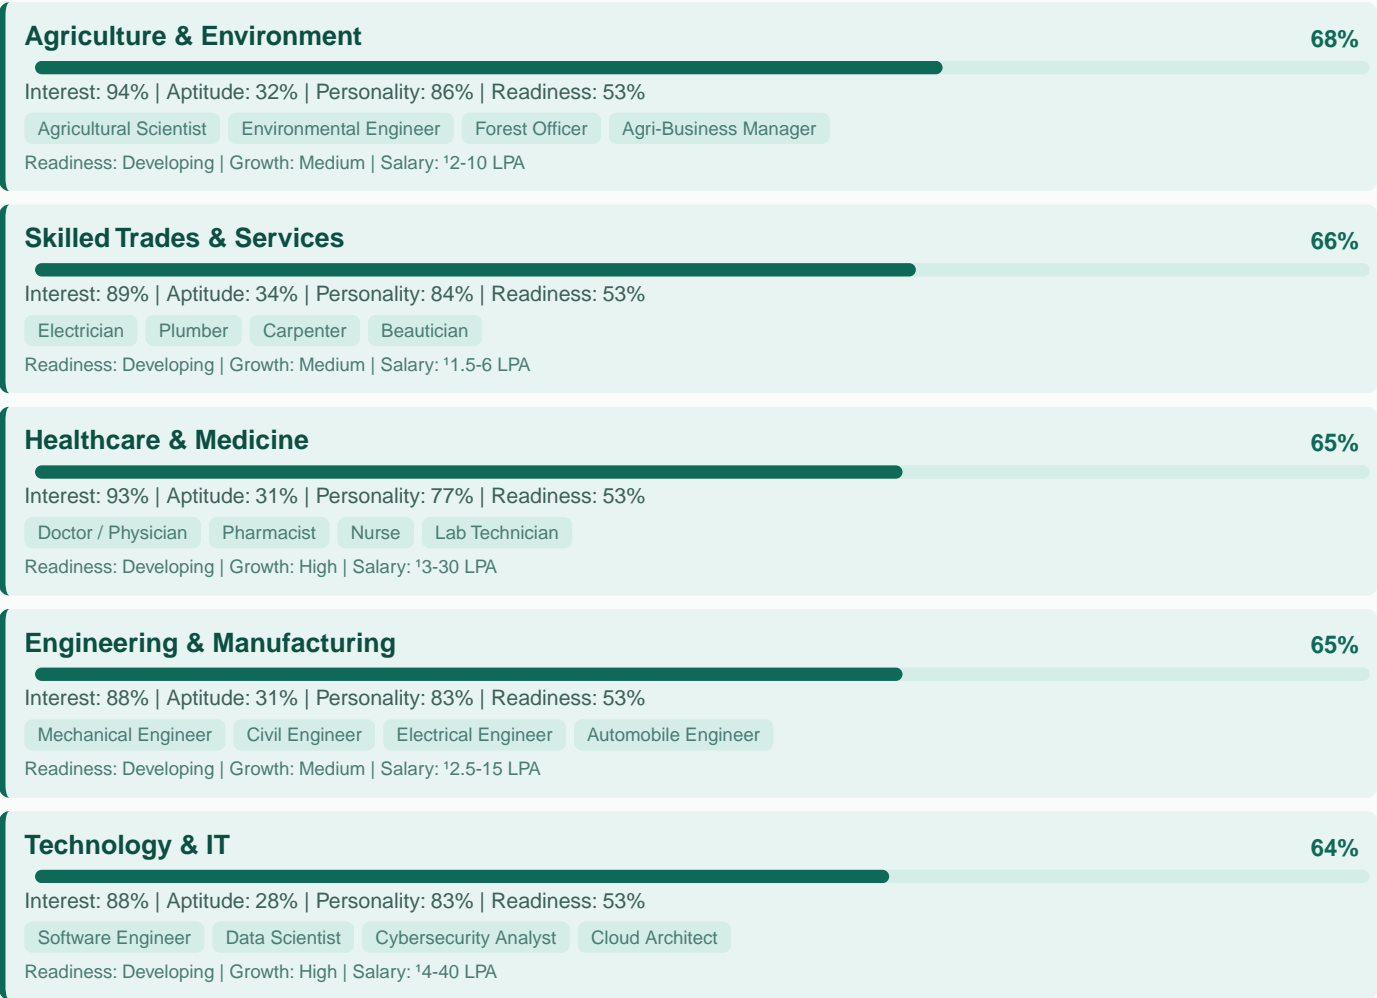 Agriculture & Environment 68%
Interest: 94% | Aptitude: 32% | Personality: 86% | Readiness: 53%
Agricultural Scientist Environmental Engineer Forest Officer Agri-Business Manager
Readiness: Developing | Growth: Medium | Salary: ¹2-10 LPA
Skilled Trades & Services 66%
Interest: 89% | Aptitude: 34% | Personality: 84% | Readiness: 53%
Electrician Plumber Carpenter Beautician
Readiness: Developing | Growth: Medium | Salary: ¹1.5-6 LPA
Healthcare & Medicine 65%
Interest: 93% | Aptitude: 31% | Personality: 77% | Readiness: 53%
Doctor / Physician Pharmacist Nurse Lab Technician
Readiness: Developing | Growth: High | Salary: ¹3-30 LPA
Engineering & Manufacturing 65%
Interest: 88% | Aptitude: 31% | Personality: 83% | Readiness: 53%
Mechanical Engineer Civil Engineer Electrical Engineer Automobile Engineer
Readiness: Developing | Growth: Medium | Salary: ¹2.5-15 LPA
Technology & IT 64%
Interest: 88% | Aptitude: 28% | Personality: 83% | Readiness: 53%
Software Engineer Data Scientist Cybersecurity Analyst Cloud Architect
Readiness: Developing | Growth: High | Salary: ¹4-40 LPA